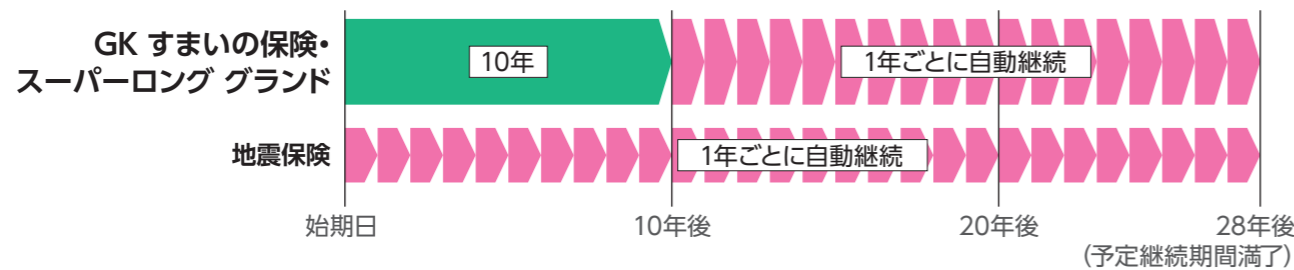 GK すまいの保険・
スーパーロング グランド
10年
1年ごとに自動継続
地震保険
1年ごとに自動継続
始期日
10年後
20年後
28年後
(予定継続期間満了)